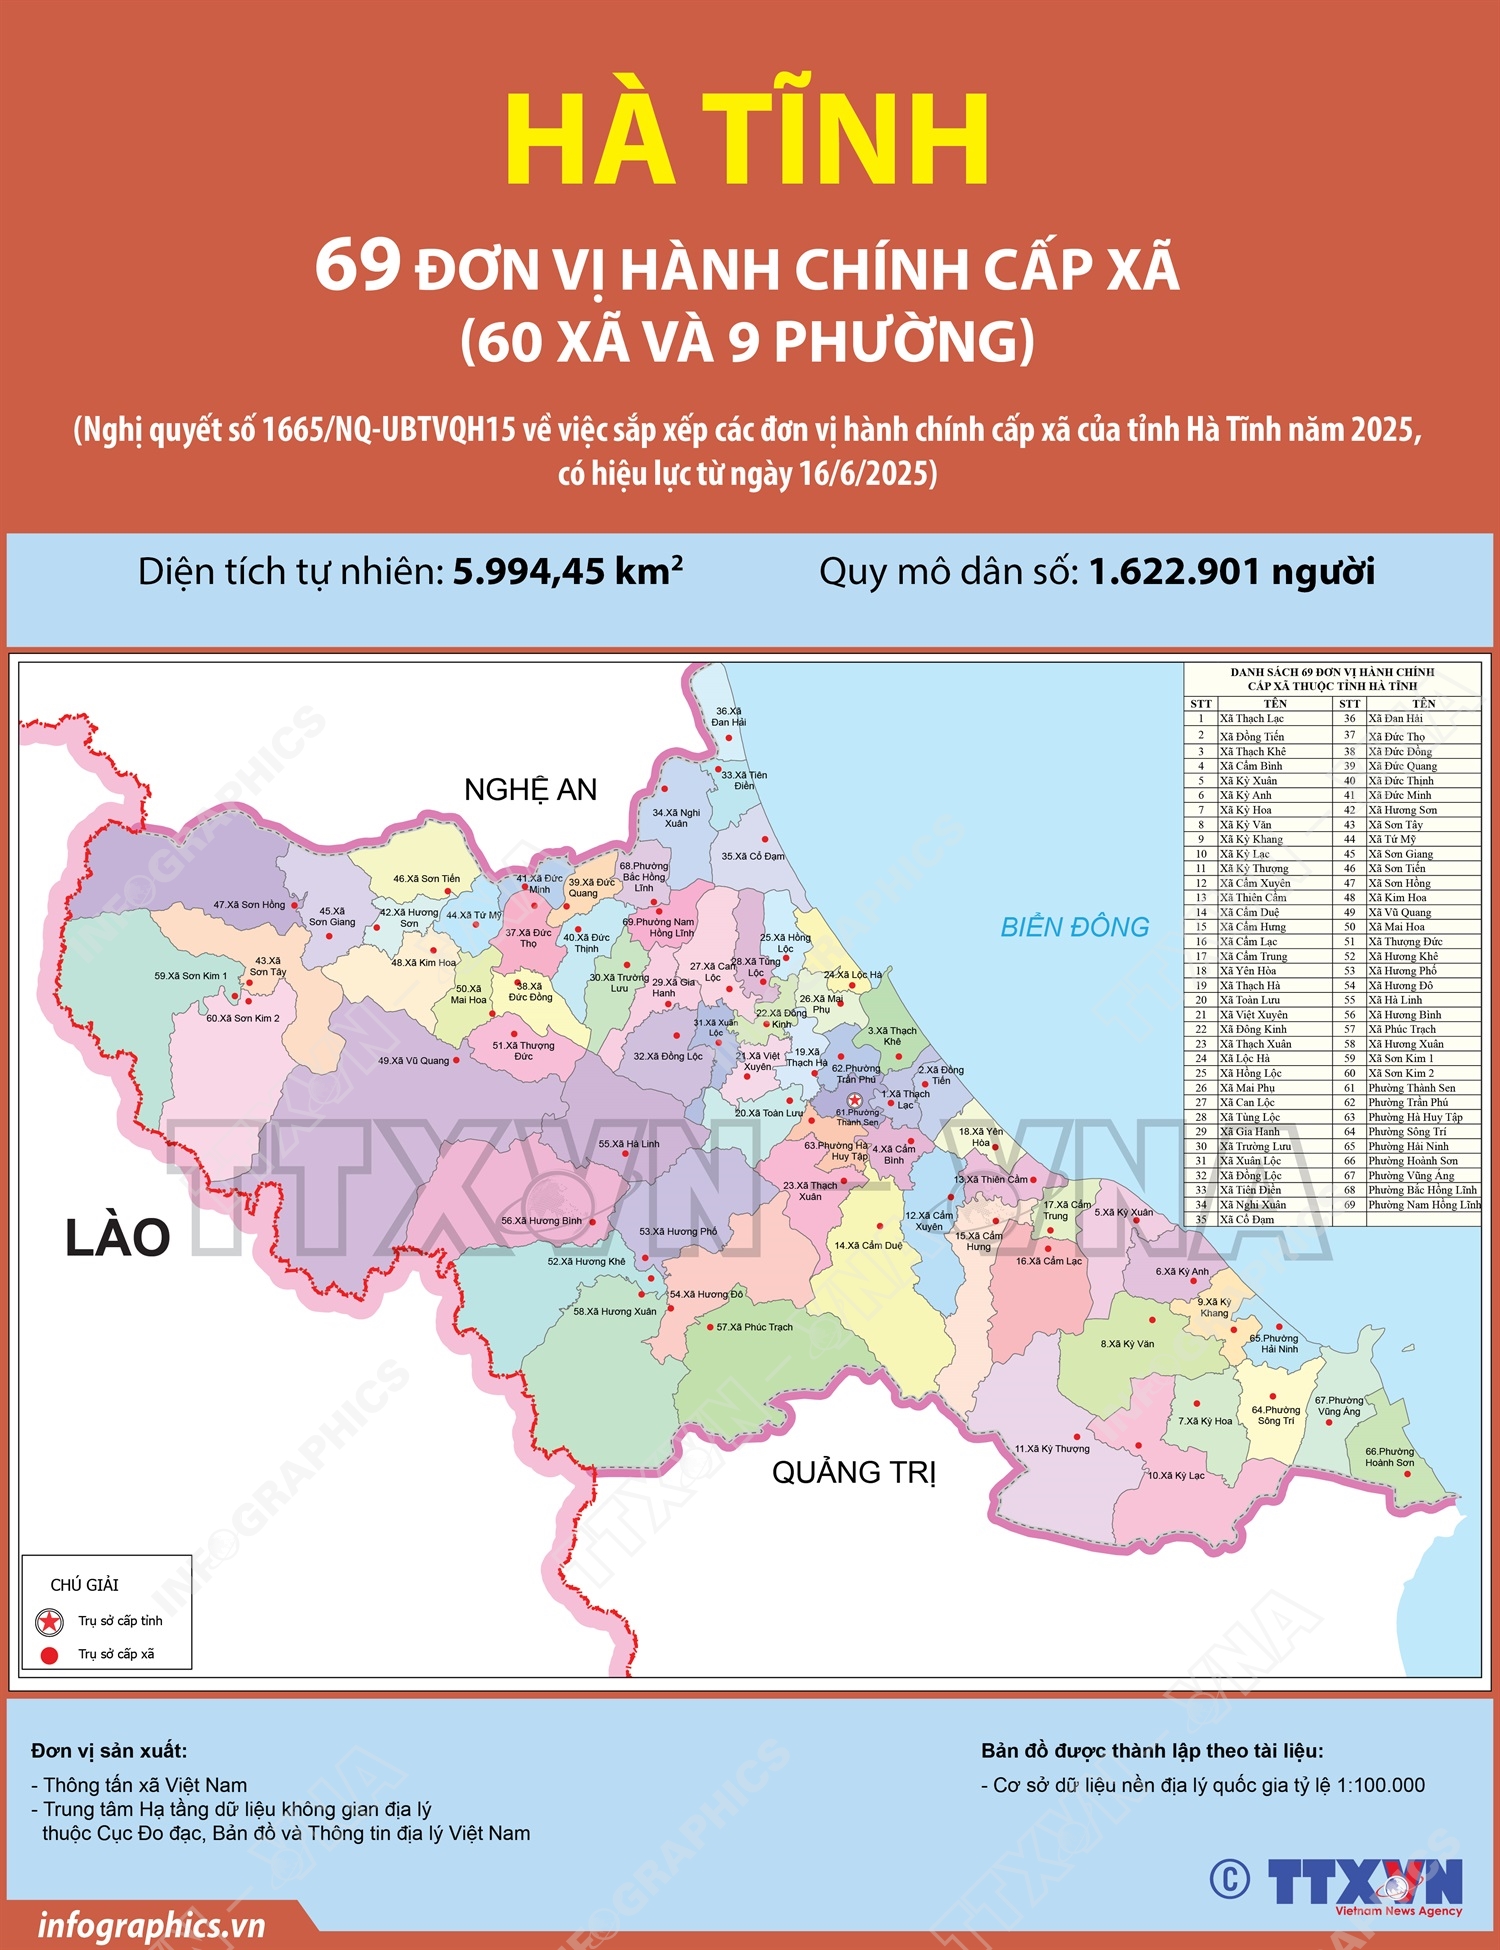 HÀ TĨNH
69 ĐƠN VỊ HÀNH CHÍNH CẤP XÃ
(60 XÃ VÀ 9 PHƯỜNG)
(Nghị quyết số 1665/NQ-UBTVQH15 về việc sắp xếp các đơn vị hành chính cấp xã của tỉnh Hà Tĩnh năm 2025,
có hiệu lực từ ngày 16/6/2025)
Diện tích tự nhiên: 5.994,45 km²
Quy mô dân số: 1.622.901 người
DANH SÁCH 69 ĐƠN VỊ HÀNH CHÍNH
CẤP XÃ THUỘC TỈNH HÀ TĨNH
STT TÊN STT TÊN
1 Xã Thạch Lạc 36 Xã Đan Hải
2 Xã Đồng Tiến 37 Xã Đức Thọ
3 Xã Thạch Khê 38 Xã Đức Đồng
4 Xã Cẩm Bình 39 Xã Đức Quang
5 Xã Kỳ Xuân 40 Xã Đức Thịnh
6 Xã Kỳ Anh 41 Xã Đức Minh
7 Xã Kỳ Hoa 42 Xã Hương Sơn
8 Xã Kỳ Văn 43 Xã Sơn Tây
9 Xã Kỳ Khang 44 Xã Tứ Mỹ
10 Xã Kỳ Lạc 45 Xã Sơn Giang
11 Xã Kỳ Thượng 46 Xã Sơn Tiến
12 Xã Cẩm Xuyên 47 Xã Sơn Hồng
13 Xã Thiên Cầm 48 Xã Kim Hoa
14 Xã Cẩm Duệ 49 Xã Vũ Quang
15 Xã Cẩm Hưng 50 Xã Mai Hoa
16 Xã Cẩm Lạc 51 Xã Thượng Đức
17 Xã Cẩm Trung 52 Xã Hương Khê
18 Xã Yên Hòa 53 Xã Hương Phố
19 Xã Thạch Hà 54 Xã Hương Đô
20 Xã Toàn Lưu 55 Xã Hà Linh
21 Xã Việt Xuyên 56 Xã Hương Bình
22 Xã Đông Kinh 57 Xã Phúc Trạch
23 Xã Thạch Xuân 58 Xã Hương Xuân
24 Xã Lộc Hà 59 Xã Sơn Kim 1
25 Xã Hồng Lộc 60 Xã Sơn Kim 2
26 Xã Mai Phụ 61 Phường Thành Sen
27 Xã Can Lộc 62 Phường Trần Phú
28 Xã Tùng Lộc 63 Phường Hà Huy Tập
29 Xã Gia Hanh 64 Phường Sông Trí
30 Xã Trường Lưu 65 Phường Hải Ninh
31 Xã Xuân Lộc 66 Phường Hoành Sơn
32 Xã Đồng Lộc 67 Phường Vũng Áng
33 Xã Tiên Điền 68 Phường Bắc Hồng Lĩnh
34 Xã Nghi Xuân 69 Phường Nam Hồng Lĩnh
35 Xã Cổ Đạm
NGHỆ AN
BIỂN ĐÔNG
LÀO
QUẢNG TRỊ
36.Xã
Đan Hải
33.Xã Tiên
Điền
34.Xã Nghi
Xuân
35.Xã Cổ Đạm
68.Phường
Bắc Hồng
Lĩnh
46.Xã Sơn Tiến
41.Xã Đức
Minh
39.Xã Đức
Quang
47.Xã Sơn Hồng
45.Xã
Sơn Giang
42.Xã Hương
Sơn
44.Xã Tứ Mỹ
37.Xã Đức
Thọ
40.Xã Đức
Thịnh
69.Phường Nam
Hồng Lĩnh
25.Xã Hồng
Lộc
59.Xã Sơn Kim 1
43.Xã
Sơn Tây
48.Xã Kim Hoa
50.Xã
Mai Hoa
38.Xã
Đức Đồng
30.Xã Trường
Lưu
29.Xã Gia
Hanh
27.Xã Can
Lộc
28.Xã Tùng
Lộc
24.Xã Lộc Hà
26.Xã Mai
Phụ
60.Xã Sơn Kim 2
22.Xã Đông
Kinh
31.Xã Xuân
Lộc
3.Xã Thạch
Khê
49.Xã Vũ Quang
51.Xã Thượng
Đức
32.Xã Đồng Lộc
21.Xã Việt
Xuyên
19.Xã
Thạch Hà
62.Phường
Trần Phú
2.Xã Đồng
Tiến
1.Xã Thạch
Lạc
20.Xã Toàn Lưu
61.Phường
Thành Sen
55.Xã Hà Linh
63.Phường Hà
Huy Tập
4.Xã Cẩm
Bình
18.Xã Yên
Hòa
23.Xã Thạch
Xuân
13.Xã Thiên Cầm
56.Xã Hương Bình
53.Xã Hương Phố
12.Xã Cẩm
Xuyên
17.Xã Cẩm
Trung
5.Xã Kỳ Xuân
14.Xã Cẩm Duệ
15.Xã Cẩm
Hưng
16.Xã Cẩm Lạc
52.Xã Hương Khê
6.Xã Kỳ Anh
54.Xã Hương Đô
58.Xã Hương Xuân
57.Xã Phúc Trạch
9.Xã Kỳ
Khang
8.Xã Kỳ Văn
65.Phường
Hải Ninh
67.Phường
Vũng Áng
64.Phường
Sông Trí
7.Xã Kỳ Hoa
11.Xã Kỳ Thượng
66.Phường
Hoành Sơn
10.Xã Kỳ Lạc
TTXVN – VNA
CHÚ GIẢI
Trụ sở cấp tỉnh
Trụ sở cấp xã
Đơn vị sản xuất:
- Thông tấn xã Việt Nam
- Trung tâm Hạ tầng dữ liệu không gian địa lý
thuộc Cục Đo đạc, Bản đồ và Thông tin địa lý Việt Nam
Bản đồ được thành lập theo tài liệu:
- Cơ sở dữ liệu nền địa lý quốc gia tỷ lệ 1:100.000
© TTXVN
Vietnam News Agency
infographics.vn